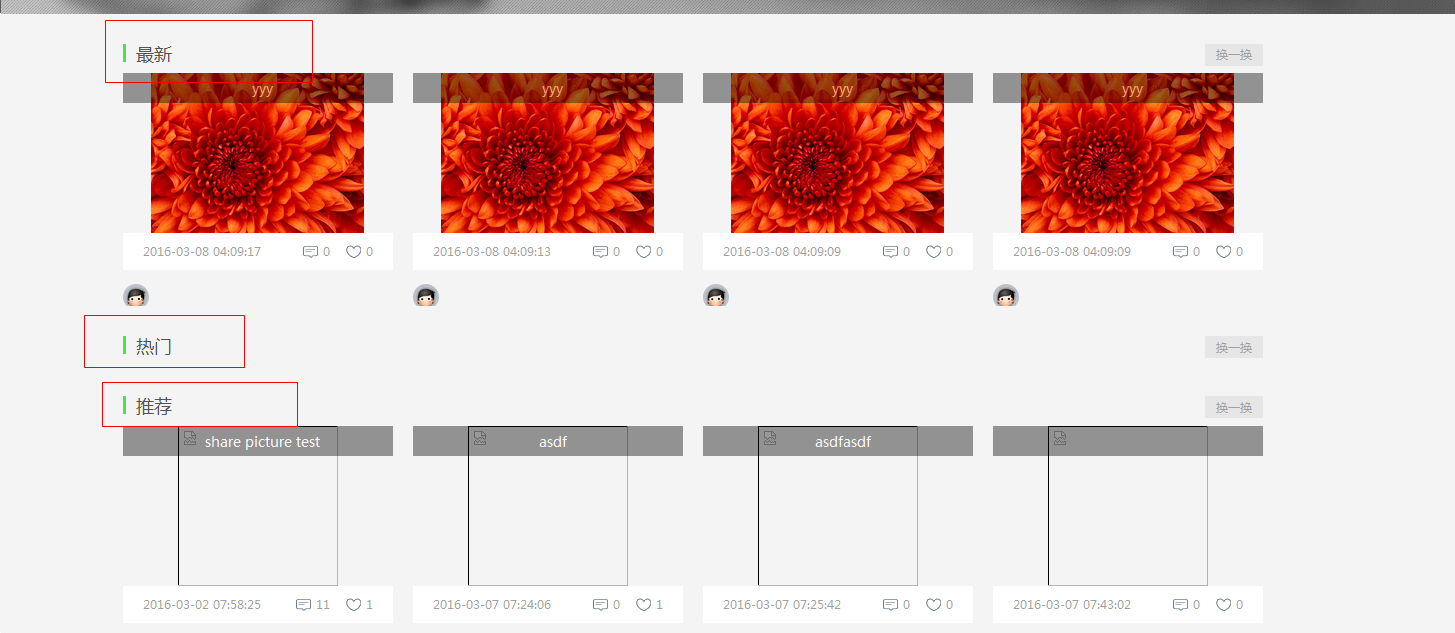 最新
换一换
yyy
yyy
yyy
yyy
2016-03-08 04:09:17 0 0
2016-03-08 04:09:13 0 0
2016-03-08 04:09:09 0 0
2016-03-08 04:09:09 0 0
热门
换一换
推荐
换一换
share picture test
asdf
asdfasdf
2016-03-02 07:58:25 11 1
2016-03-07 07:24:06 0 1
2016-03-07 07:25:42 0 0
2016-03-07 07:43:02 0 0